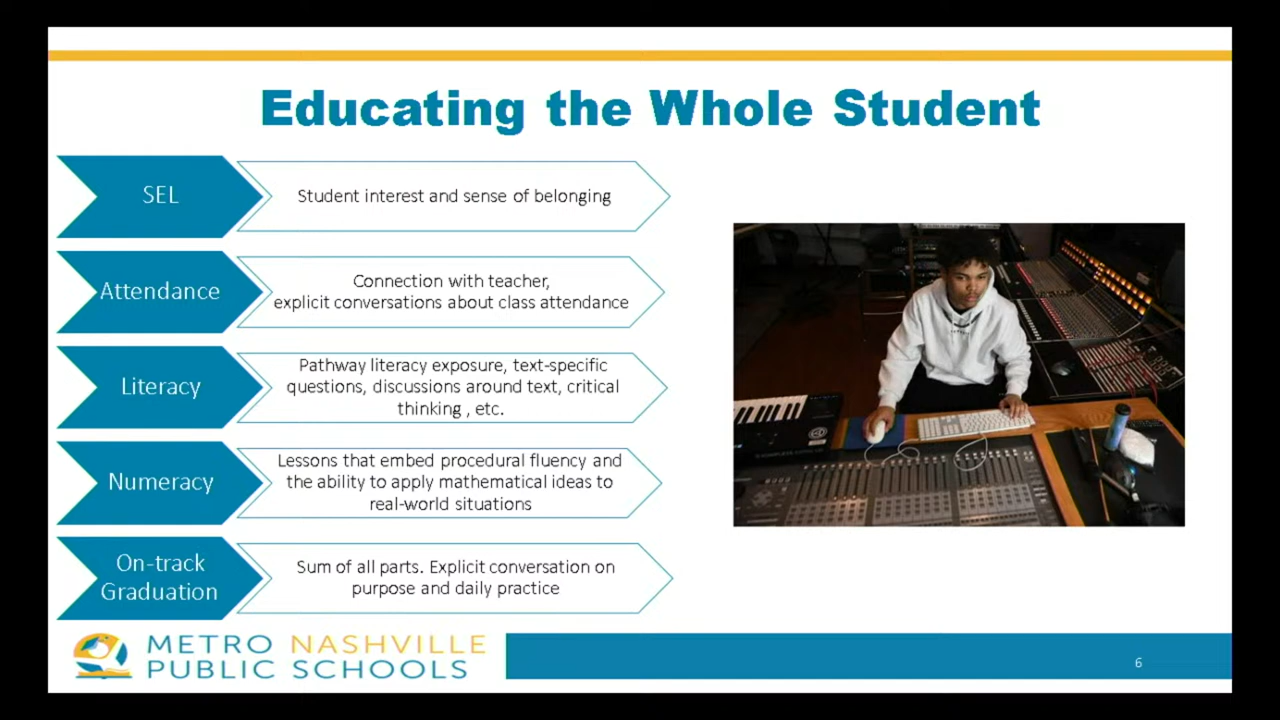 Educating the Whole Student
SEL
Student interest and sense of belonging
Attendance
Connection with teacher,
explicit conversations about class attendance
Literacy
Pathway literacy exposure, text-specific
questions, discussions around text, critical
thinking , etc.
Numeracy
Lessons that embed procedural fluency and
the ability to apply mathematical ideas to
real-world situations
On-track
Graduation
Sum of all parts. Explicit conversation on
purpose and daily practice
METRO NASHVILLE
PUBLIC SCHOOLS
6